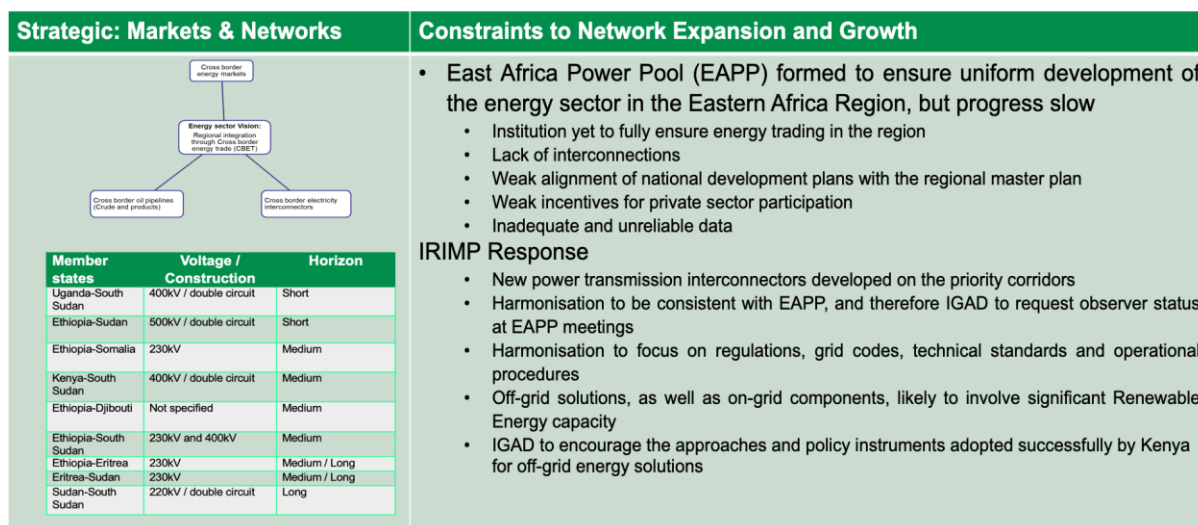 Strategic: Markets & Networks
Cross border
energy markets
Energy sector Vision:
Regional integration
through Cross border
energy trade (CBET)
Cross border oil pipelines
(Crude and products)
Cross border electricity
interconnectors
Member states	Voltage / Construction	Horizon
Uganda-South Sudan	400kV / double circuit	Short
Ethiopia-Sudan	500kV / double circuit	Short
Ethiopia-Somalia	230kV	Medium
Kenya-South Sudan	400kV / double circuit	Medium
Ethiopia-Djibouti	Not specified	Medium
Ethiopia-South Sudan	230kV and 400kV	Medium
Ethiopia-Eritrea	230kV	Medium / Long
Eritrea-Sudan	230kV	Medium / Long
Sudan-South Sudan	220kV / double circuit	Long
Constraints to Network Expansion and Growth
• East Africa Power Pool (EAPP) formed to ensure uniform development of
the energy sector in the Eastern Africa Region, but progress slow
• Institution yet to fully ensure energy trading in the region
• Lack of interconnections
• Weak alignment of national development plans with the regional master plan
• Weak incentives for private sector participation
• Inadequate and unreliable data
IRIMP Response
• New power transmission interconnectors developed on the priority corridors
• Harmonisation to be consistent with EAPP, and therefore IGAD to request observer status
at EAPP meetings
• Harmonisation to focus on regulations, grid codes, technical standards and operational
procedures
• Off-grid solutions, as well as on-grid components, likely to involve significant Renewable
Energy capacity
• IGAD to encourage the approaches and policy instruments adopted successfully by Kenya
for off-grid energy solutions